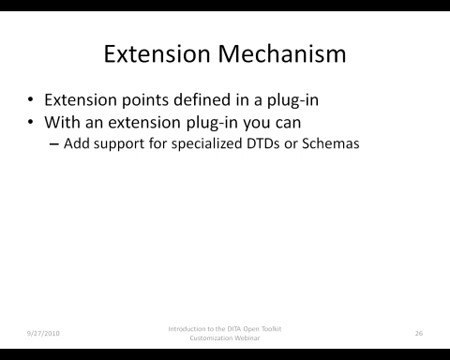 Extension Mechanism
• Extension points defined in a plug-in
• With an extension plug-in you can
– Add support for specialized DTDs or Schemas
9/27/2010
Introduction to the DITA Open Toolkit
Customization Webinar
26